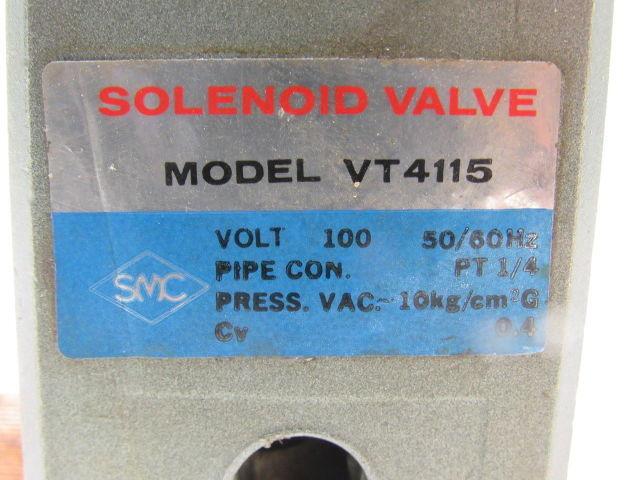 SOLENOID VALVE
MODEL VT4115
VOLT 100 50/60Hz
PIPE CON. PT 1/4
SMC
PRESS. VAC.~10kg/cm²G
Cv 0.4